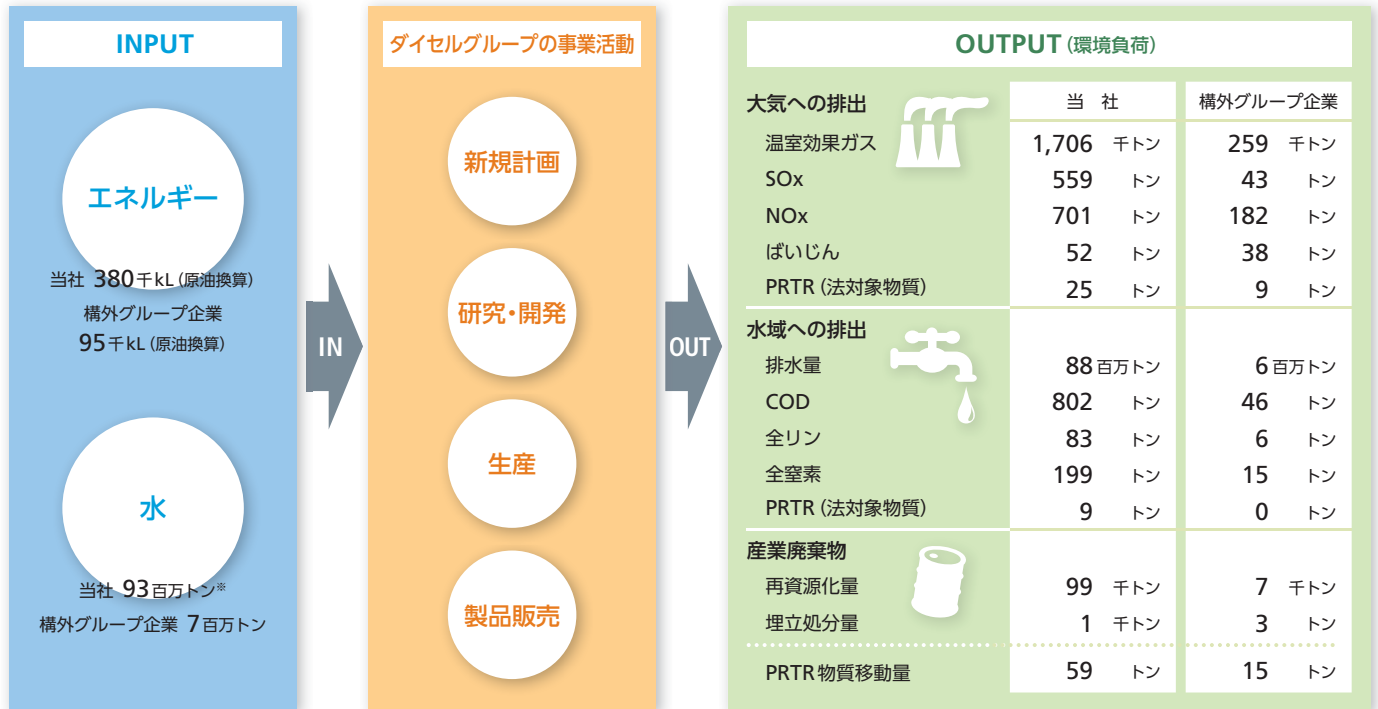 INPUT
エネルギー
当社 380千kL（原油換算）
構外グループ企業
95千kL（原油換算）
水
当社 93百万トン※
構外グループ企業 7百万トン
IN
ダイセルグループの事業活動
新規計画
研究・開発
生産
製品販売
OUT
OUTPUT（環境負荷）
大気への排出 当 社 構外グループ企業
温室効果ガス 1,706 千トン 259 千トン
SOx 559 トン 43 トン
NOx 701 トン 182 トン
ばいじん 52 トン 38 トン
PRTR（法対象物質） 25 トン 9 トン
水域への排出
排水量 88百万トン 6百万トン
COD 802 トン 46 トン
全リン 83 トン 6 トン
全窒素 199 トン 15 トン
PRTR（法対象物質） 9 トン 0 トン
産業廃棄物
再資源化量 99 千トン 7 千トン
埋立処分量 1 千トン 3 トン
PRTR物質移動量 59 トン 15 トン